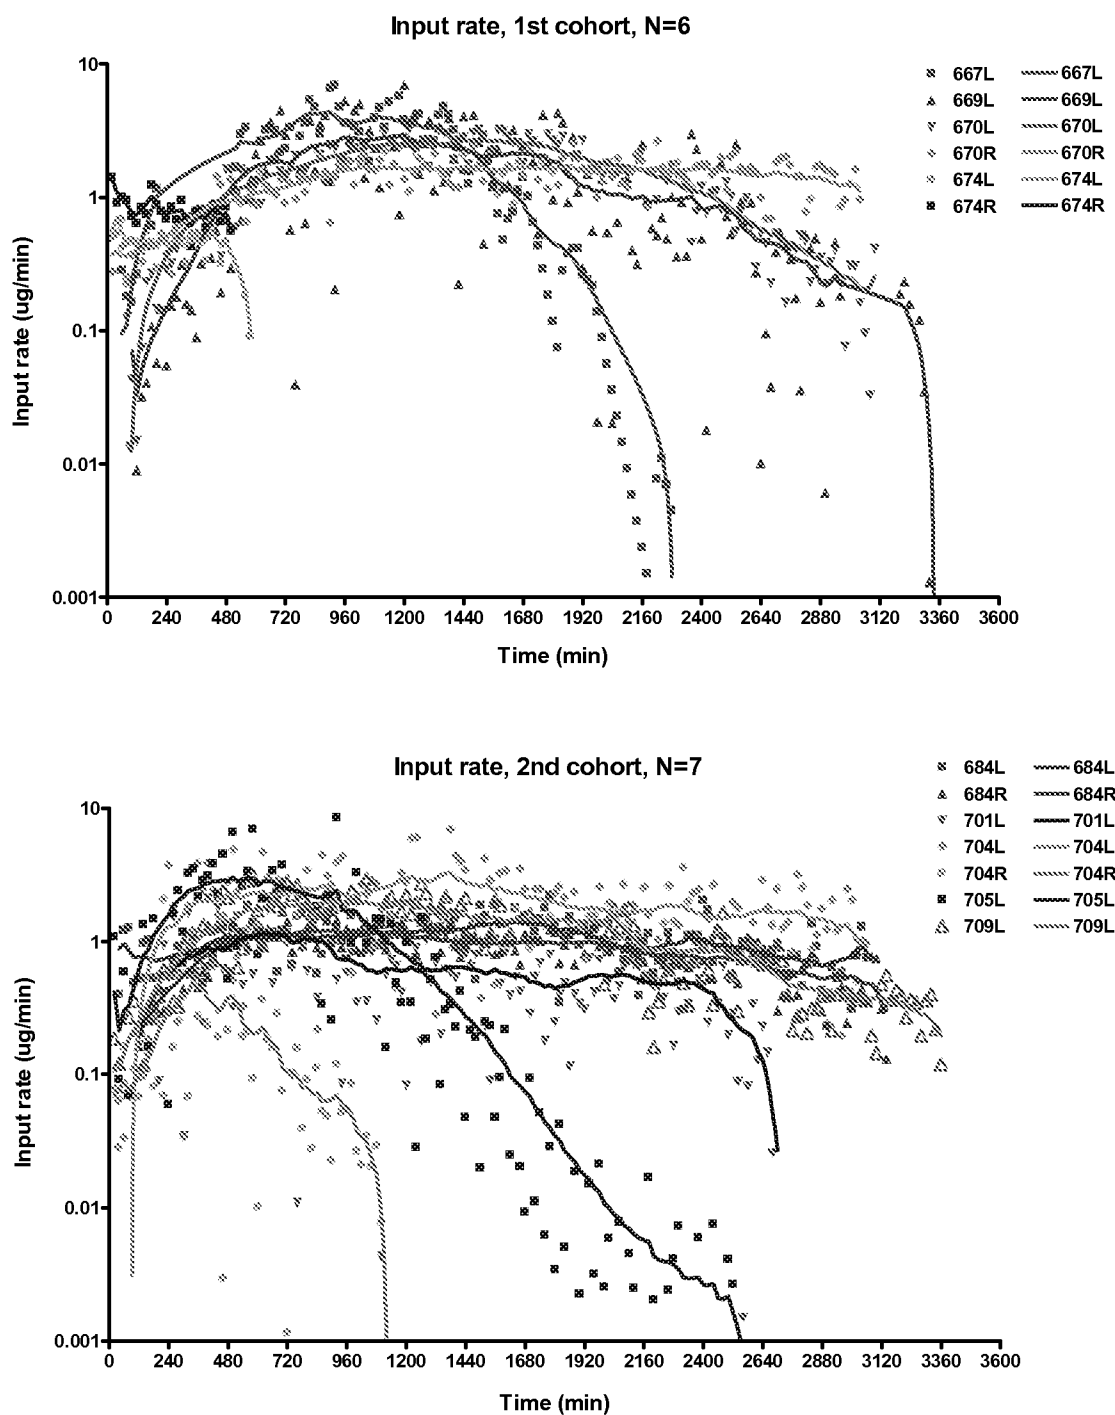 Input rate, 1st cohort, N=6
Input rate (ug/min)
10
1
0.1
0.01
0.001
0 240 480 720 960 1200 1440 1680 1920 2160 2400 2640 2880 3120 3360 3600
Time (min)
667L 667L
669L 669L
670L 670L
670R 670R
674L 674L
674R 674R
Input rate, 2nd cohort, N=7
Input rate (ug/min)
10
1
0.1
0.01
0.001
0 240 480 720 960 1200 1440 1680 1920 2160 2400 2640 2880 3120 3360 3600
Time (min)
684L 684L
684R 684R
701L 701L
704L 704L
704R 704R
705L 705L
709L 709L